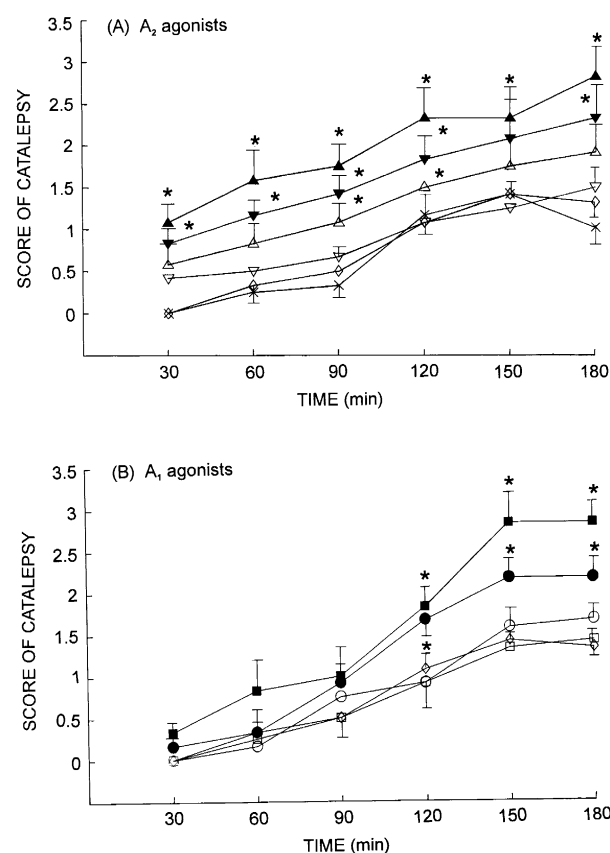 (A) A₂ agonists
3.5
3
2.5
2
1.5
1
0.5
0
SCORE OF CATALEPSY
* * * * * *
* * * * *
* *
30 60 90 120 150 180
TIME (min)
(B) A₁ agonists
3.5
3
2.5
2
1.5
1
0.5
0
SCORE OF CATALEPSY
* * *
* * *
30 60 90 120 150 180
TIME (min)